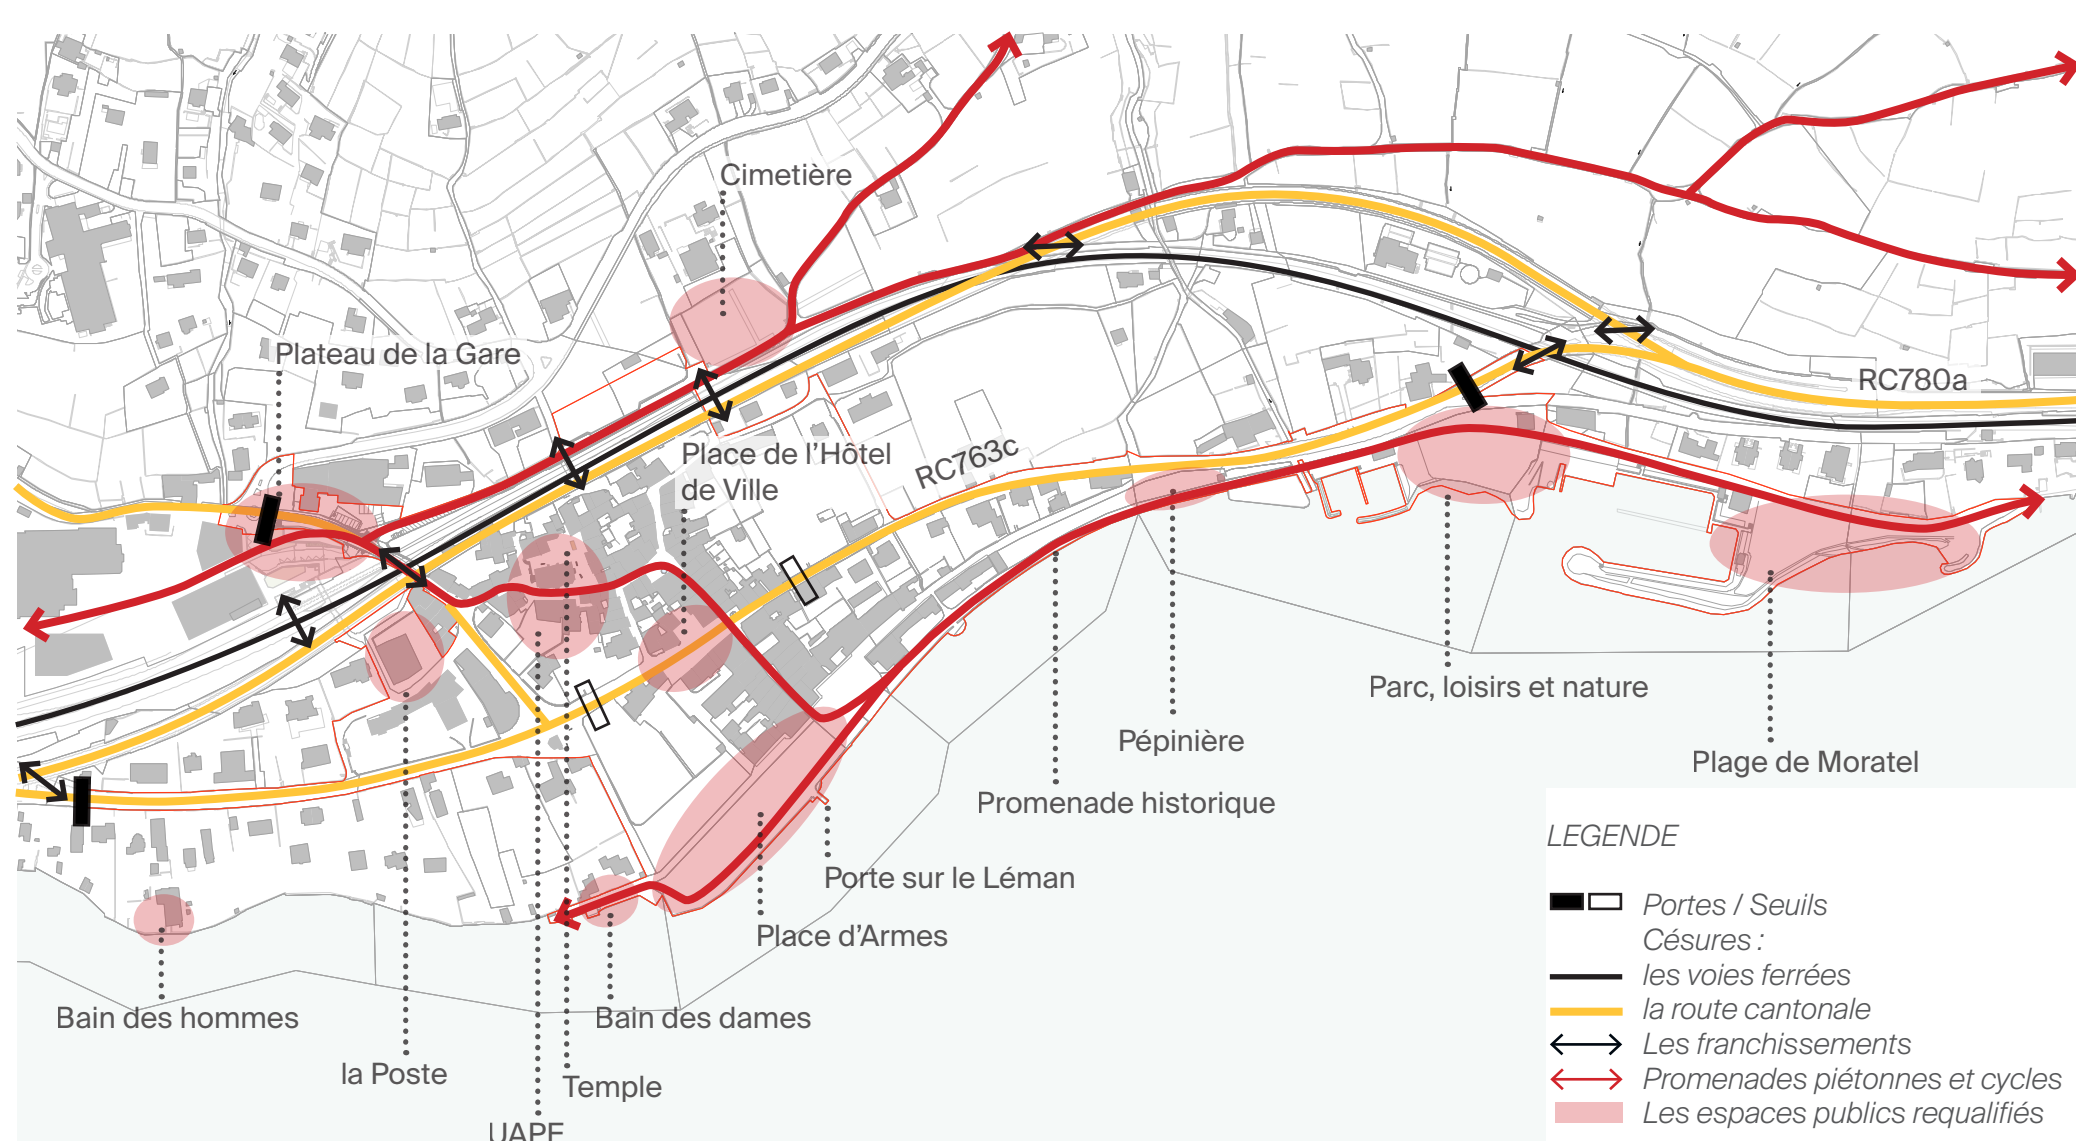 Cimetière
Plateau de la Gare
RC780a
Place de l’Hôtel
de Ville
RC763c
Parc, loisirs et nature
Pépinière
Plage de Moratel
Promenade historique
Porte sur le Léman
Place d’Armes
Bain des hommes
Bain des dames
la Poste
Temple
UAPE
LEGENDE
Portes / Seuils
Césures :
les voies ferrées
la route cantonale
Les franchissements
Promenades piétonnes et cycles
Les espaces publics requalifiés